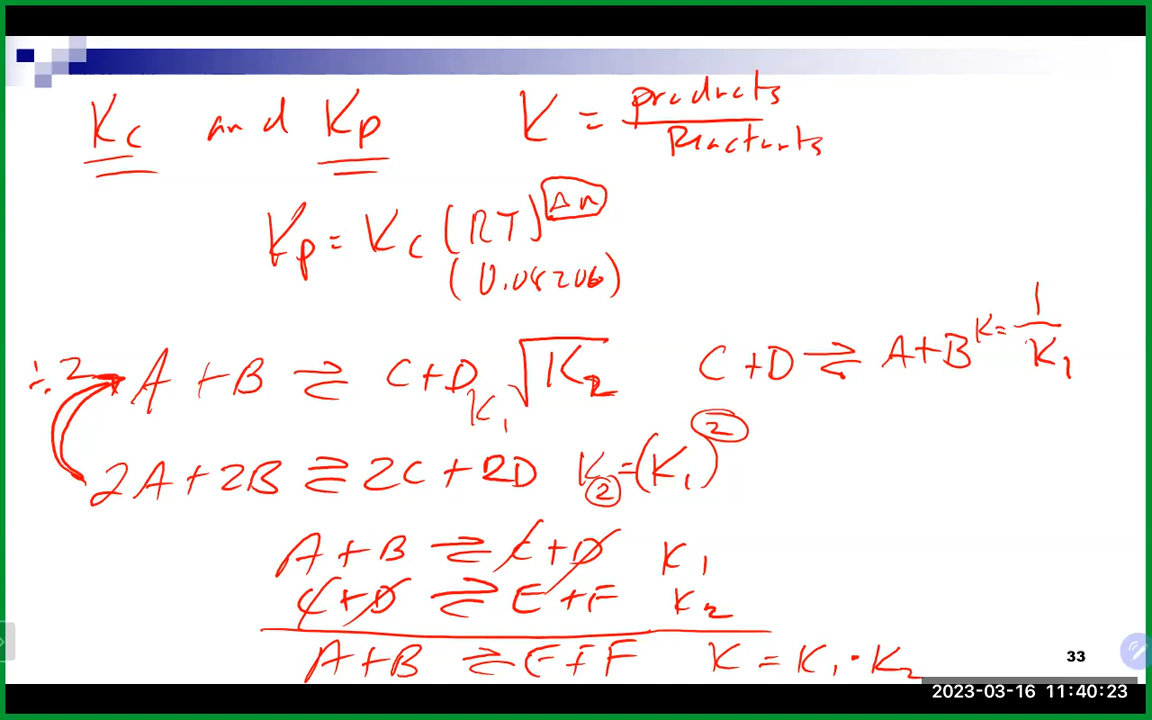 Kc and Kp K = products / Reactants
Kp = Kc (RT)^Δn
(0.08206)
÷2 A + B ⇌ C + D K1 √K2
C + D ⇌ A + B K = 1 / K1
2A + 2B ⇌ 2C + 2D K2 = (K1)^2
A + B ⇌ C + D K1
C + D ⇌ E + F K2
A + B ⇌ E + F K = K1 · K2
33
2023-03-16 11:40:23